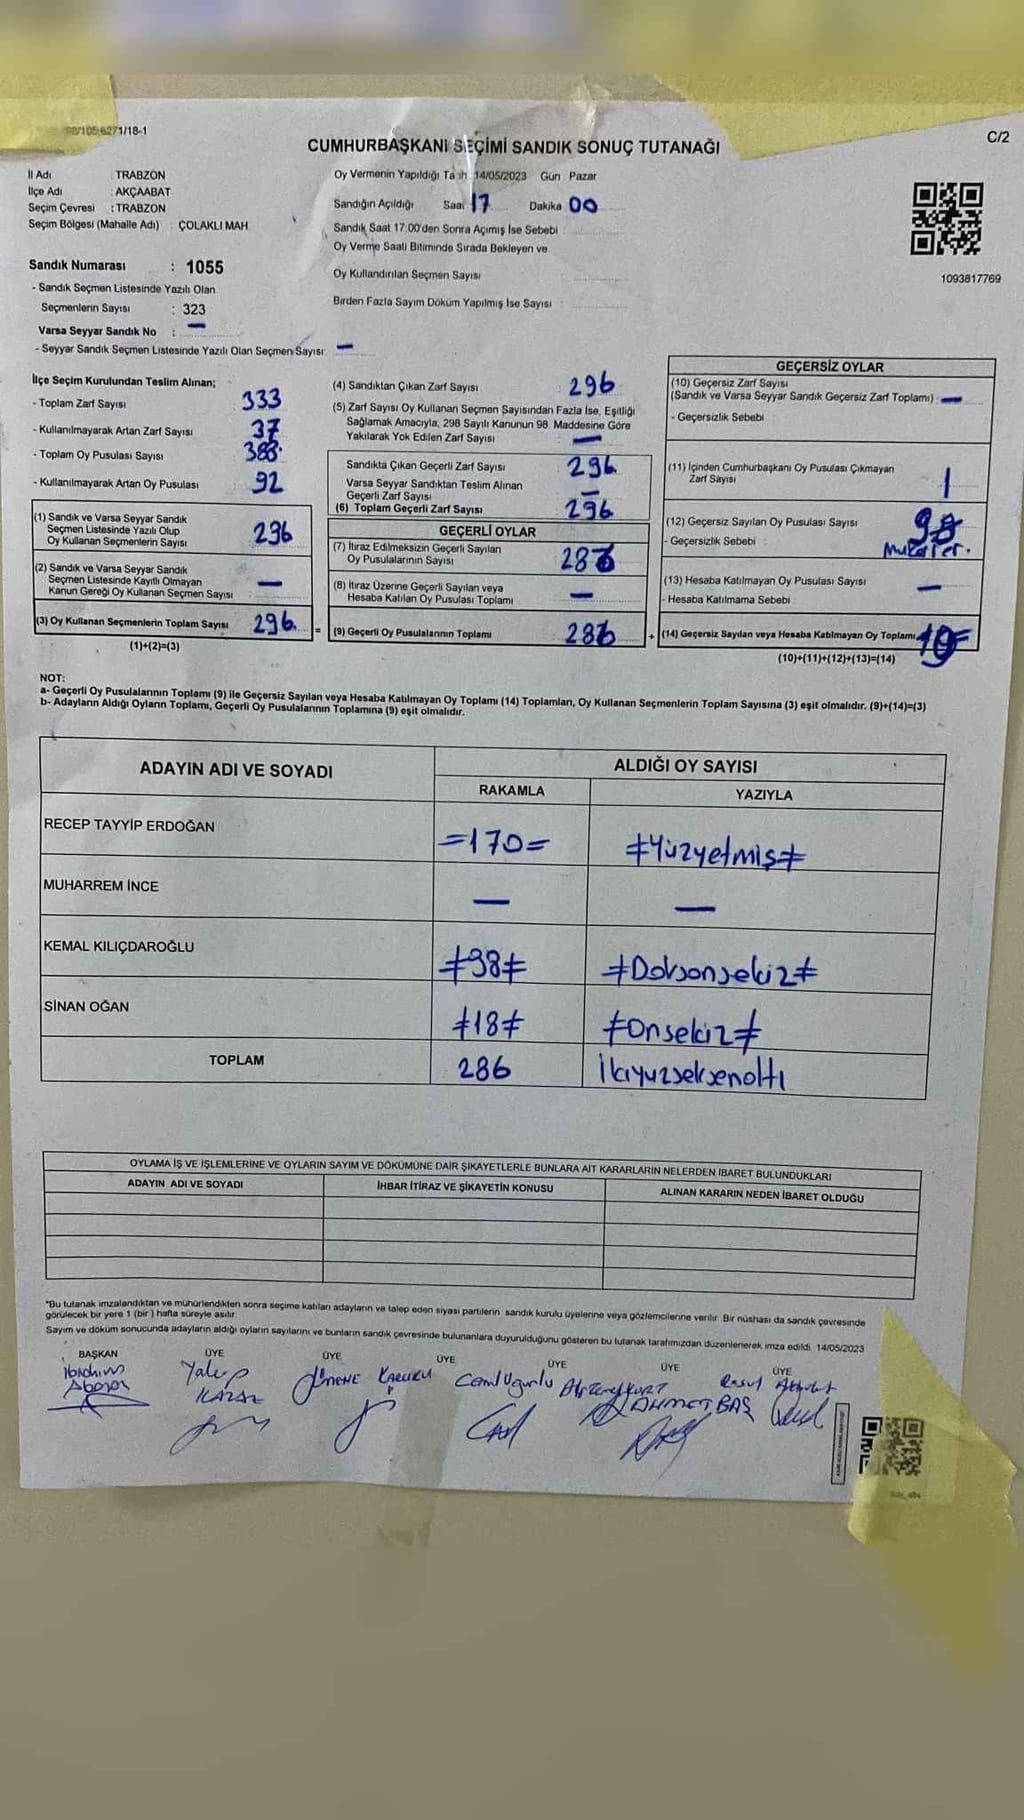 98/105;6271/18-1
C/2
CUMHURBAŞKANI SEÇİMİ SANDIK SONUÇ TUTANAĞI
İl Adı TRABZON
İlçe Adı : AKÇAABAT
Seçim Çevresi : TRABZON
Seçim Bölgesi (Mahalle Adı) ÇOLAKLI MAH.
Sandık Numarası : 1055
- Sandık Seçmen Listesinde Yazılı Olan
Seçmenlerin Sayısı : 323
Varsa Seyyar Sandık No : —
- Seyyar Sandık Seçmen Listesinde Yazılı Olan Seçmen Sayısı: —
Oy Vermenin Yapıldığı Ta h 14/05/2023 Gün Pazar
Sandığın Açıldığı Saat 17 Dakika 00
Sandık Saat 17:00'den Sonra Açımış İse Sebebi :
Oy Verme Saati Bitiminde Sırada Bekleyen ve
Oy Kullandırılan Seçmen Sayısı
Birden Fazla Sayım Döküm Yapılmış İse Sayısı :
1093817769
İlçe Seçim Kurulundan Teslim Alınan;
- Toplam Zarf Sayısı : 333
- Kullanılmayarak Artan Zarf Sayısı : 37
- Toplam Oy Pusulası Sayısı : 388
- Kullanılmayarak Artan Oy Pusulası : 92
(1) Sandık ve Varsa Seyyar Sandık
Seçmen Listesinde Yazılı Olup
Oy Kullanan Seçmenlerin Sayısı 296
(2) Sandık ve Varsa Seyyar Sandık
Seçmen Listesinde Kayıtlı Olmayan
Kanun Gereği Oy Kullanan Seçmen Sayısı —
(3) Oy Kullanan Seçmenlerin Toplam Sayısı 296
(1)+(2)=(3)
(4) Sandıktan Çıkan Zarf Sayısı : 296
(5) Zarf Sayısı Oy Kullanan Seçmen Sayısından Fazla İse, Eşitliği
Sağlamak Amacıyla, 298 Sayılı Kanunun 98. Maddesine Göre
Yakılarak Yok Edilen Zarf Sayısı —
Sandıkta Çıkan Geçerli Zarf Sayısı 296
Varsa Seyyar Sandıktan Teslim Alınan
Geçerli Zarf Sayısı —
(6) Toplam Geçerli Zarf Sayısı 296
=
GEÇERLİ OYLAR
(7) İtiraz Edilmeksizin Geçerli Sayılan
Oy Pusulalarının Sayısı 286
(8) İtiraz Üzerine Geçerli Sayılan veya
Hesaba Katılan Oy Pusulası Toplamı —
(9) Geçerli Oy Pusulalarının Toplamı 286
+
GEÇERSİZ OYLAR
(10) Geçersiz Zarf Sayısı
(Sandık ve Varsa Seyyar Sandık Geçersiz Zarf Toplamı) : —
- Geçersizlik Sebebi
(11) İçinden Cumhurbaşkanı Oy Pusulası Çıkmayan
Zarf Sayısı 1
(12) Geçersiz Sayılan Oy Pusulası Sayısı
- Geçersizlik Sebebi :
(13) Hesaba Katılmayan Oy Pusulası Sayısı —
- Hesaba Katılmama Sebebi
(14) Geçersiz Sayılan veya Hesaba Katılmayan Oy Toplamı
(10)+(11)+(12)+(13)=(14)
NOT:
a- Geçerli Oy Pusulalarının Toplamı (9) ile Geçersiz Sayılan veya Hesaba Katılmayan Oy Toplamı (14) Toplamları, Oy Kullanan Seçmenlerin Toplam Sayısına (3) eşit olmalıdır. (9)+(14)=(3)
b- Adayların Aldığı Oyların Toplamı, Geçerli Oy Pusulalarının Toplamına (9) eşit olmalıdır.
ADAYIN ADI VE SOYADI ALDIĞI OY SAYISI
RAKAMLA YAZIYLA
RECEP TAYYİP ERDOĞAN =170= ≠Yüzyetmiş≠
MUHARREM İNCE — —
KEMAL KILIÇDAROĞLU ≠98≠ ≠Doksonsekiz≠
SİNAN OĞAN ≠18≠ ≠Onsekiz≠
TOPLAM 286 İkiyuzseksenaltı
OYLAMA İŞ VE İŞLEMLERİNE VE OYLARIN SAYIM VE DÖKÜMÜNE DAİR ŞİKAYETLERLE BUNLARA AİT KARARLARIN NELERDEN İBARET BULUNDUKLARI
ADAYIN ADI VE SOYADI İHBAR İTİRAZ VE ŞİKAYETİN KONUSU ALINAN KARARIN NEDEN İBARET OLDUĞU
*Bu tutanak imzalandıktan ve mühürlendikten sonra seçime katılan adayların ve talep eden siyasi partilerin sandık kurulu üyelerine veya gözlemcilerine verilir. Bir nüshası da sandık çevresinde
görülecek bir yere 1 (bir) hafta süreyle asılır.
Sayım ve döküm sonucunda adayların aldığı oyların sayılarını ve bunların sandık çevresinde bulunanlara duyurulduğunu gösteren bu tutanak tarafımızdan düzenlenerek imza edildi. 14/05/2023
BAŞKAN ÜYE ÜYE ÜYE ÜYE ÜYE ÜYE
İbrahim Yalçın Cemil Uğurlu AHMET BAŞ